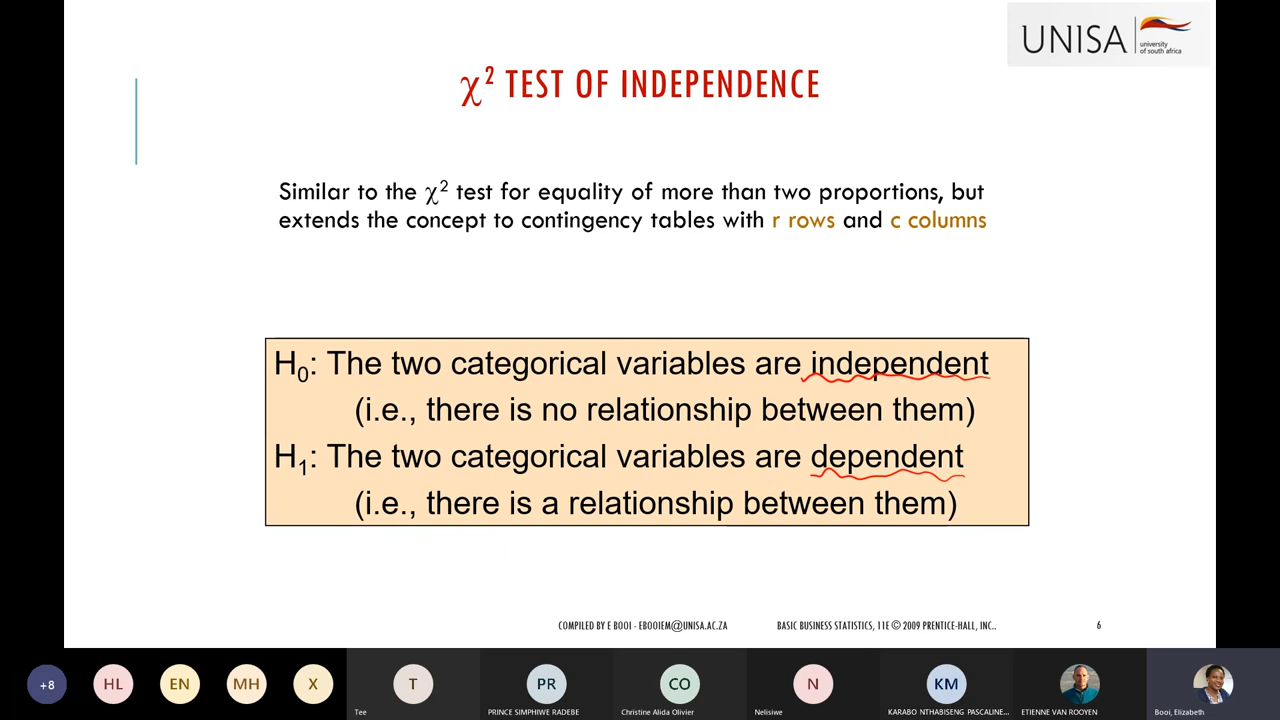 UNISA
university
of south africa
χ² TEST OF INDEPENDENCE
Similar to the χ² test for equality of more than two proportions, but
extends the concept to contingency tables with r rows and c columns
H₀: The two categorical variables are independent
(i.e., there is no relationship between them)
H₁: The two categorical variables are dependent
(i.e., there is a relationship between them)
COMPILED BY E BOOI - EBOOIEM@UNISA.AC.ZA
BASIC BUSINESS STATISTICS, 11E © 2009 PRENTICE-HALL, INC..
6
+8
HL
EN
MH
X
T
PR
CO
N
KM
Tee
PRINCE SIMPHIWE RADEBE
Christine Alida Olivier
Nelisiwe
KARABO NTHABISENG PASCALINE...
ETIENNE VAN ROOYEN
Booi, Elizabeth